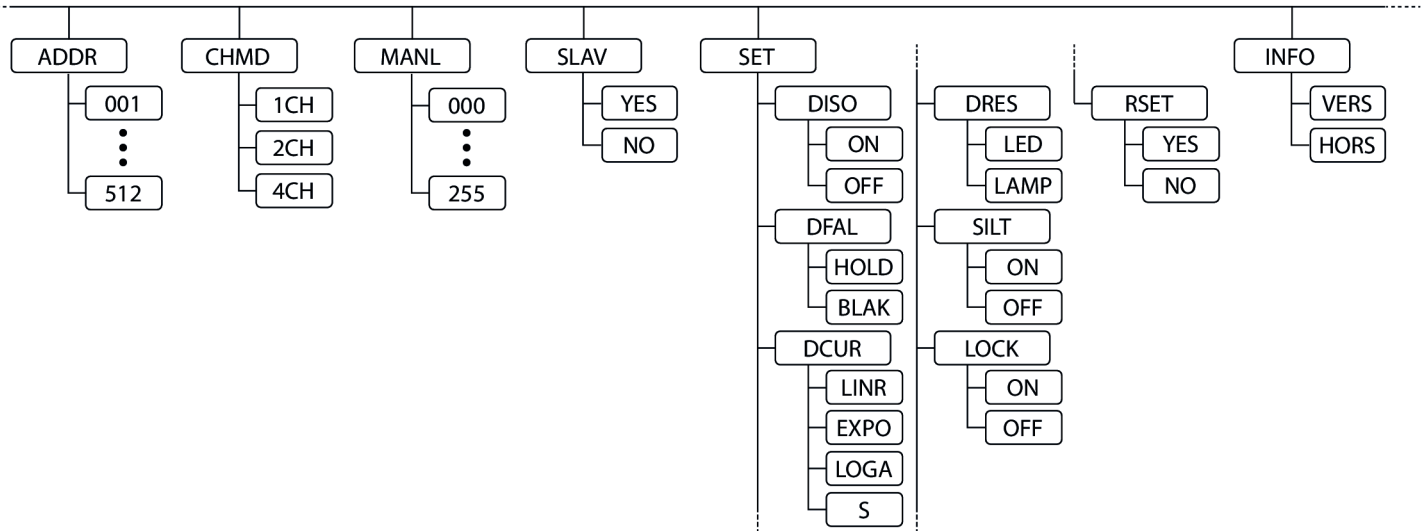 ADDR
001
512
CHMD
1CH
2CH
4CH
MANL
000
255
SLAV
YES
NO
SET
DISO
ON
OFF
DFAL
HOLD
BLAK
DCUR
LINR
EXPO
LOGA
S
DRES
LED
LAMP
SILT
ON
OFF
LOCK
ON
OFF
RSET
YES
NO
INFO
VERS
HORS